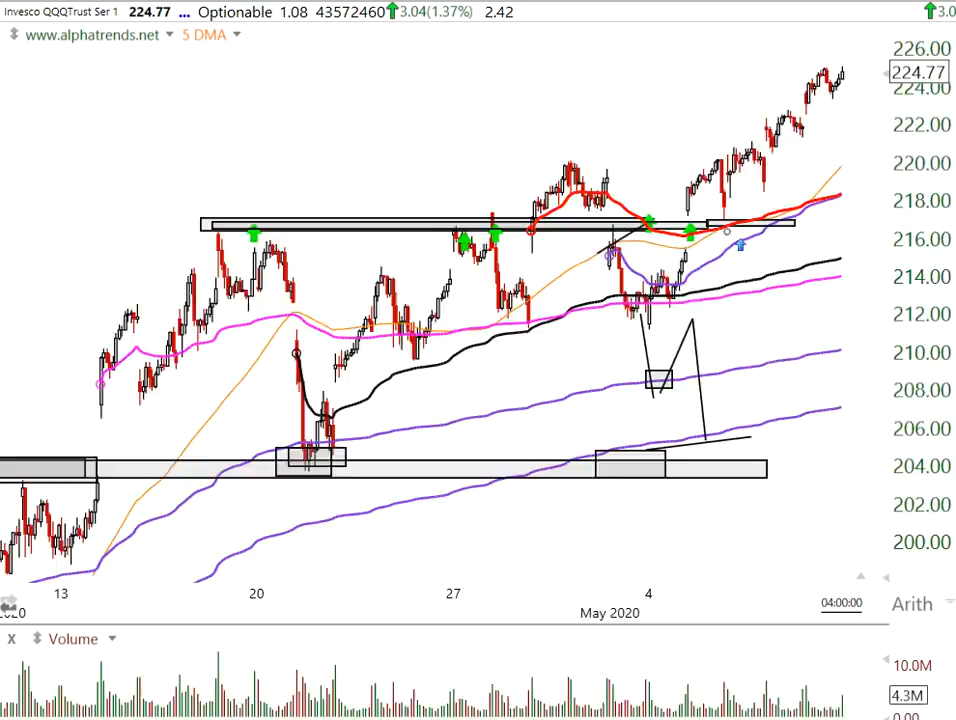 Invesco QQQTrust Ser 1 224.77 ... Optionable 1.08 43572460 3.04(1.37%) 2.42
www.alphatrends.net 5 DMA
226.00
224.77
224.00
222.00
220.00
218.00
216.00
214.00
212.00
210.00
208.00
206.00
204.00
202.00
200.00
13 20 27 4
May 2020 04:00:00 Arith
X Volume
10.0M
4.3M
0.00